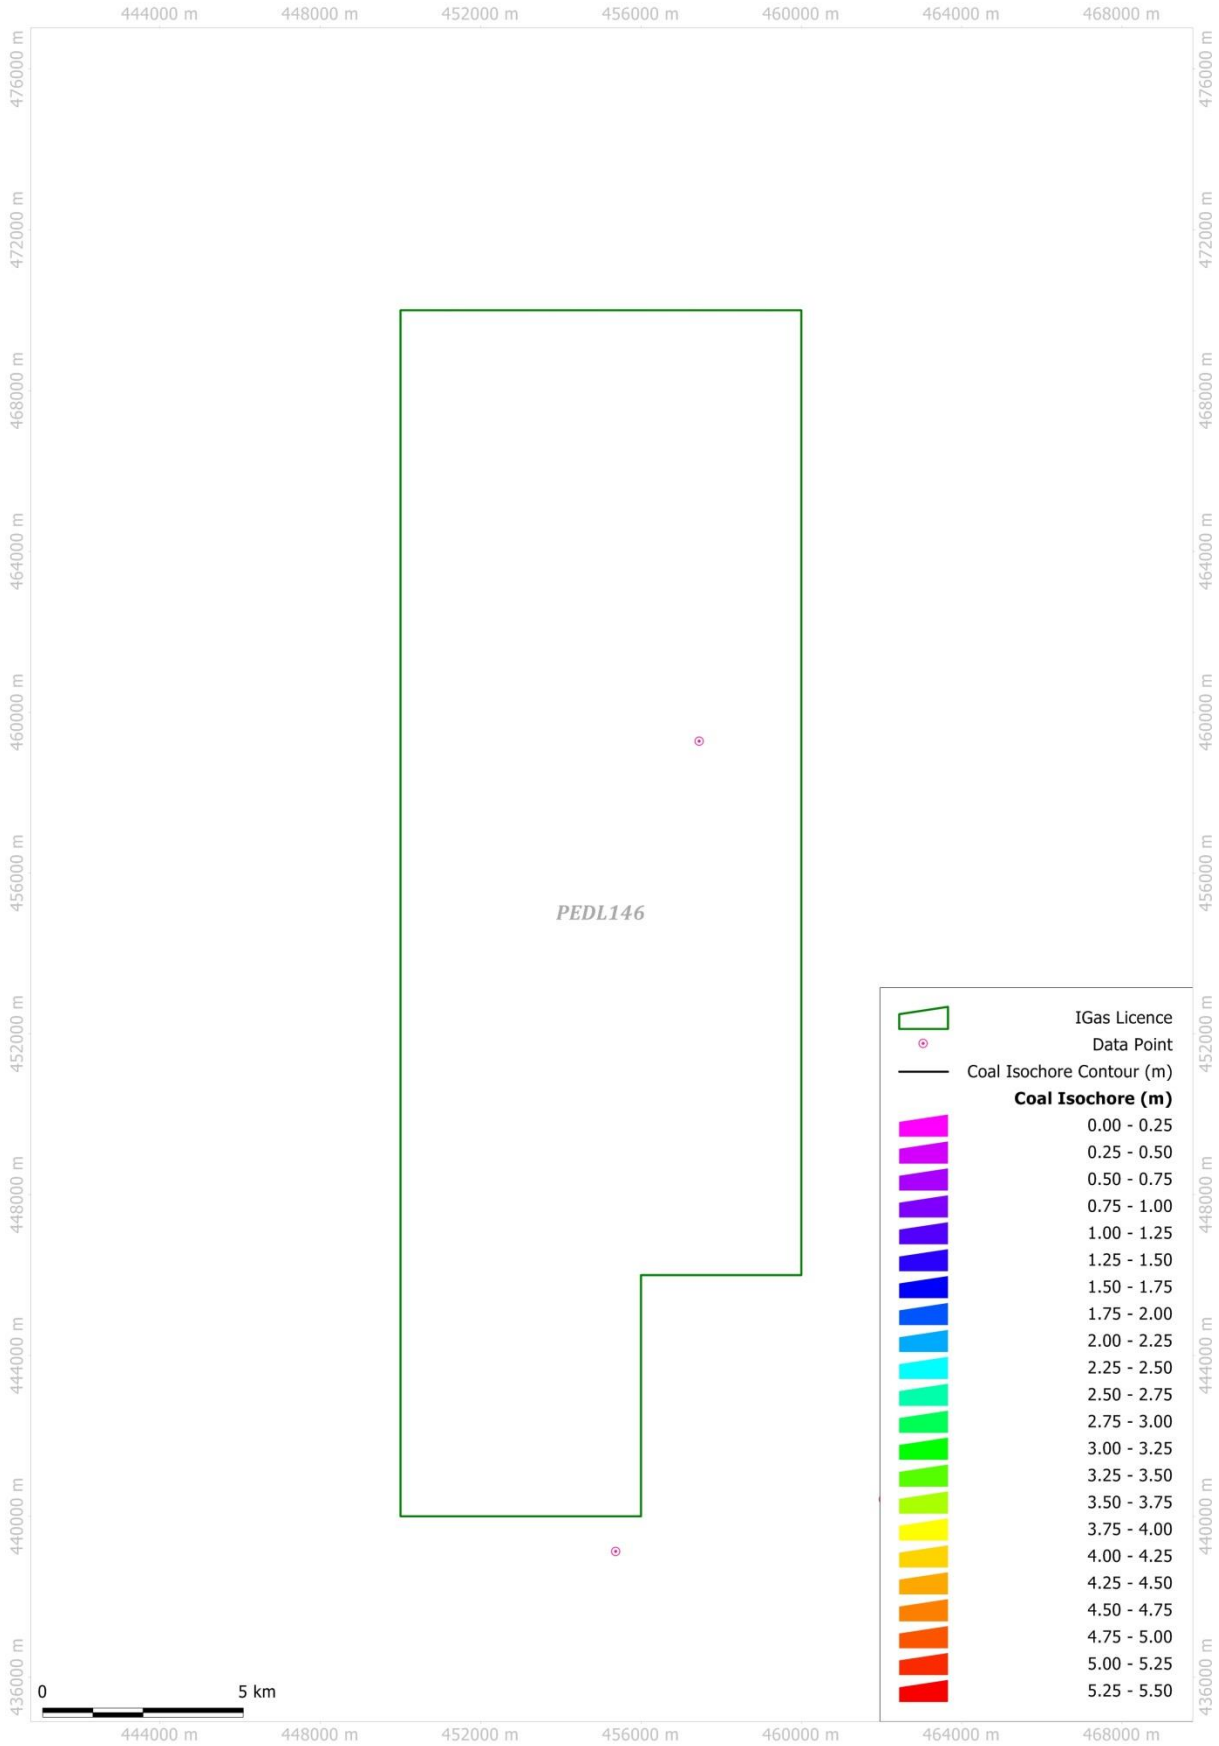 444000 m 448000 m 452000 m 456000 m 460000 m 464000 m 468000 m
476000 m 476000 m
472000 m 472000 m
468000 m 468000 m
464000 m 464000 m
460000 m 460000 m
456000 m 456000 m
PEDL146
452000 m 452000 m
448000 m 448000 m
444000 m 444000 m
440000 m 440000 m
436000 m 436000 m
IGas Licence
Data Point
Coal Isochore Contour (m)
Coal Isochore (m)
0.00 - 0.25
0.25 - 0.50
0.50 - 0.75
0.75 - 1.00
1.00 - 1.25
1.25 - 1.50
1.50 - 1.75
1.75 - 2.00
2.00 - 2.25
2.25 - 2.50
2.50 - 2.75
2.75 - 3.00
3.00 - 3.25
3.25 - 3.50
3.50 - 3.75
3.75 - 4.00
4.00 - 4.25
4.25 - 4.50
4.50 - 4.75
4.75 - 5.00
5.00 - 5.25
5.25 - 5.50
0 5 km
444000 m 448000 m 452000 m 456000 m 460000 m 464000 m 468000 m